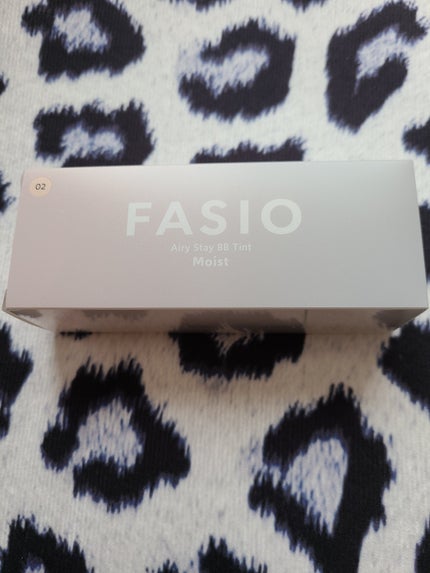 02
FASIO
Airy Stay BB Tint
Moist